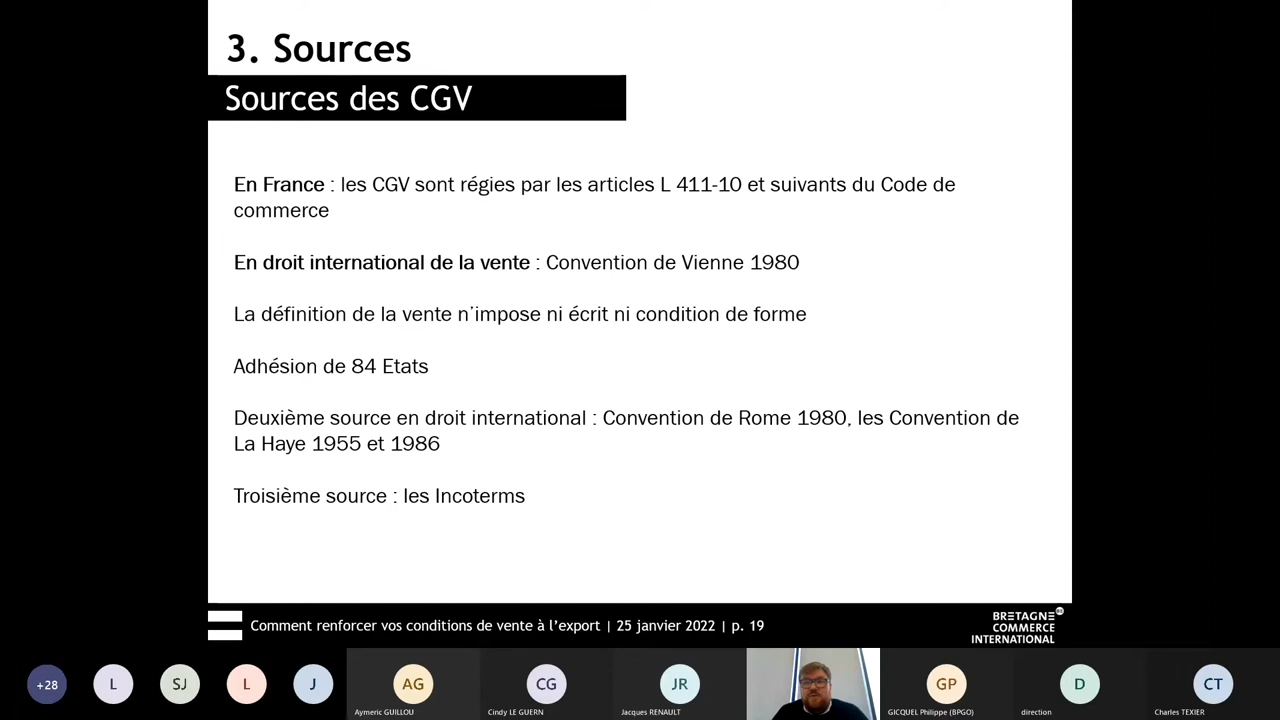 3. Sources
Sources des CGV
En France : les CGV sont régies par les articles L 411-10 et suivants du Code de
commerce
En droit international de la vente : Convention de Vienne 1980
La définition de la vente n'impose ni écrit ni condition de forme
Adhésion de 84 Etats
Deuxième source en droit international : Convention de Rome 1980, les Convention de
La Haye 1955 et 1986
Troisième source : les Incoterms
Comment renforcer vos conditions de vente à l'export | 25 janvier 2022 | p. 19
BRETAGNE
COMMERCE
INTERNATIONAL
+28
L
SJ
L
J
AG
CG
JR
GP
D
CT
Aymeric GUILLOU
Cindy LE GUERN
Jacques RENAULT
GICQUEL Philippe (BPGO)
direction
Charles TEXIER